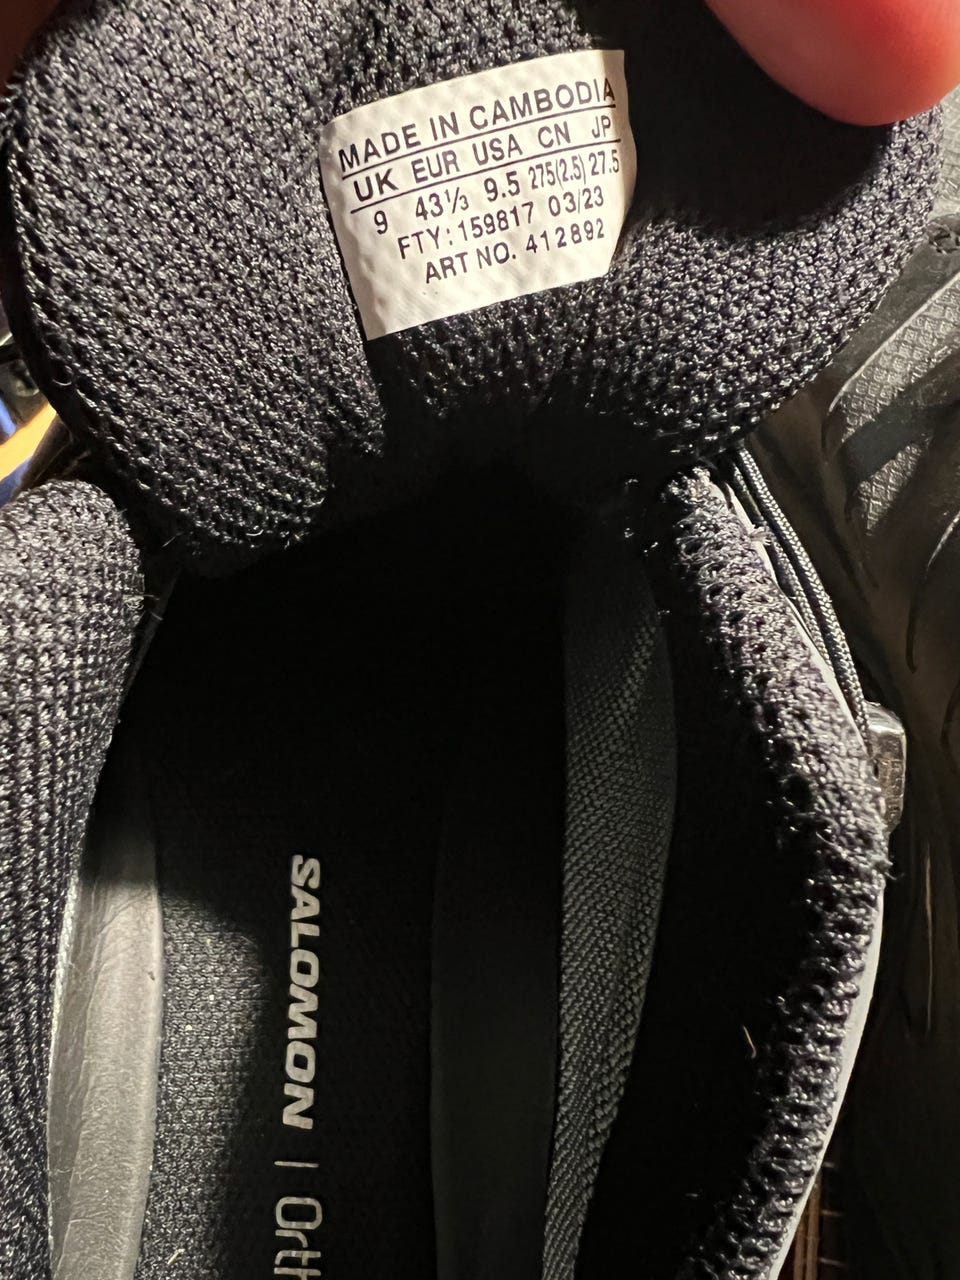 MADE IN CAMBODIA
UK EUR USA CN JP
9 43⅓ 9.5 275(2.5) 27.5
FTY: 159817 03/23
ART NO. 412892
SALOMON | Orth